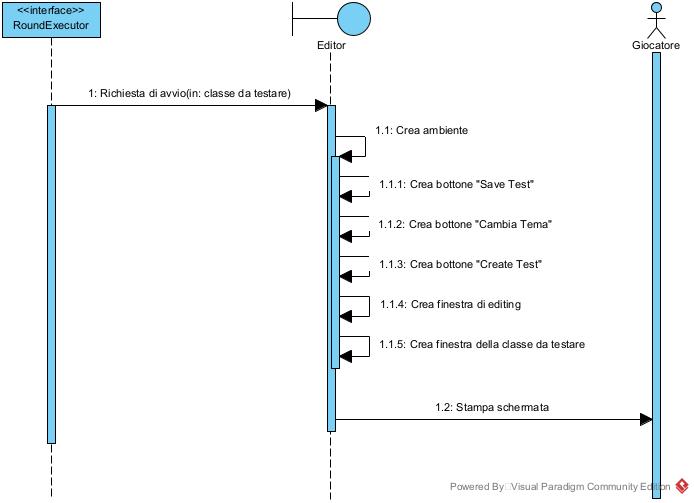 <<interface>>
RoundExecutor
Editor
Giocatore
1: Richiesta di avvio(in: classe da testare)
1.1: Crea ambiente
1.1.1: Crea bottone "Save Test"
1.1.2: Crea bottone "Cambia Tema"
1.1.3: Crea bottone "Create Test"
1.1.4: Crea finestra di editing
1.1.5: Crea finestra della classe da testare
1.2: Stampa schermata
Powered By Visual Paradigm Community Edition